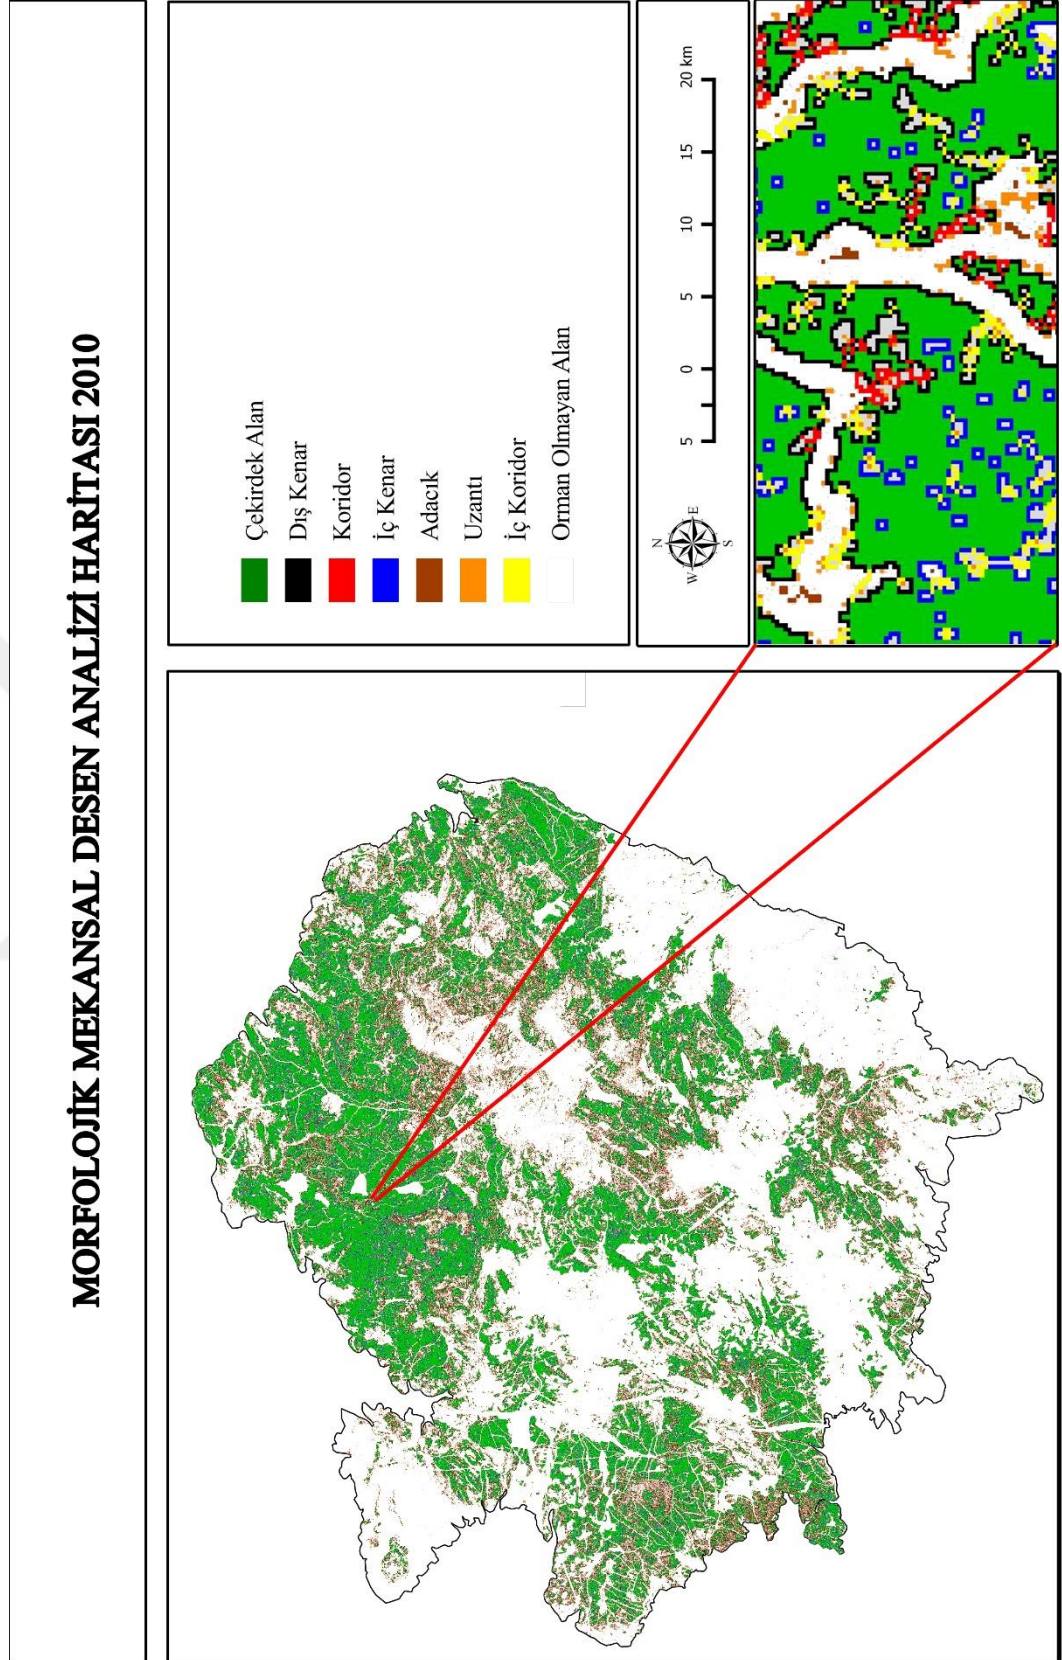 MORFOLOJİK MEKANSAL DESEN ANALİZİ HARİTASI 2010
Çekirdek Alan
Dış Kenar
Koridor
İç Kenar
Adacık
Uzantı
İç Koridor
Orman Olmayan Alan
N
W E
S
5 0 5 10 15 20 km